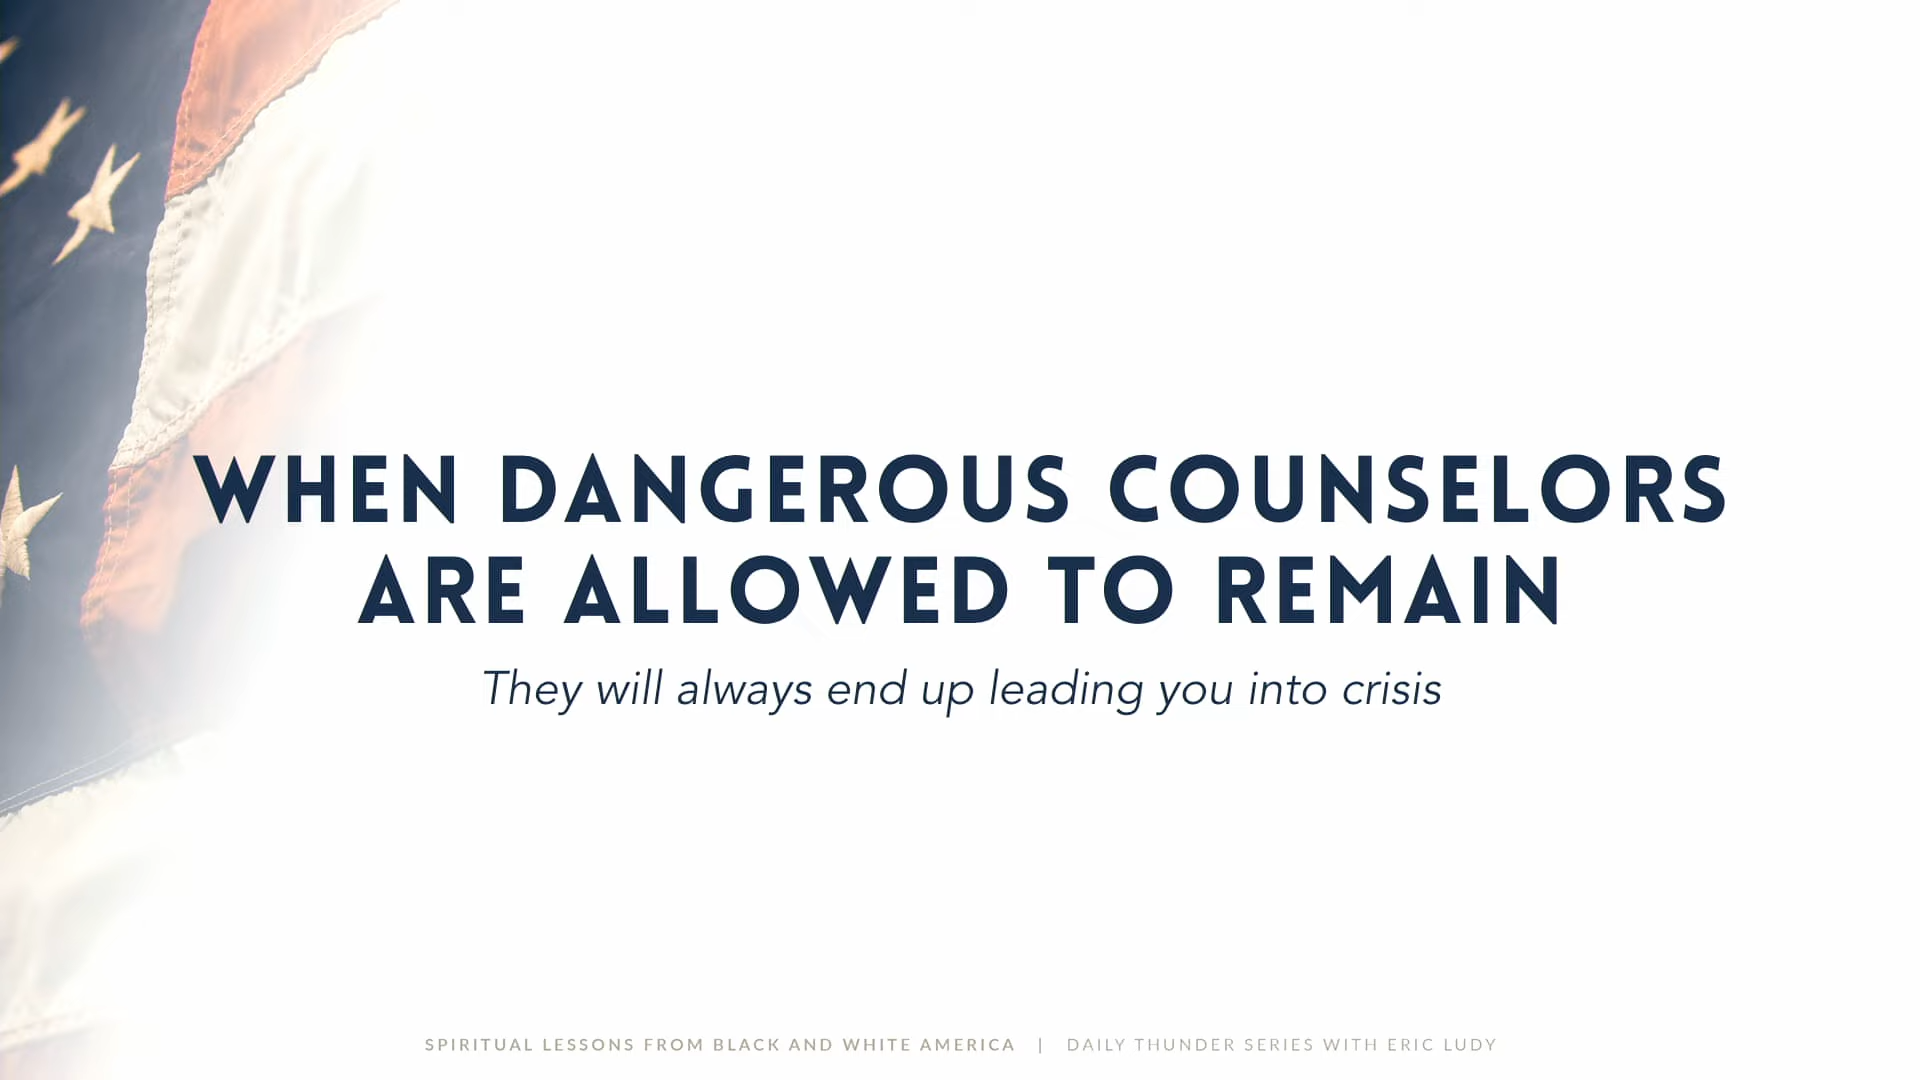 WHEN DANGEROUS COUNSELORS
ARE ALLOWED TO REMAIN
They will always end up leading you into crisis
SPIRITUAL LESSONS FROM BLACK AND WHITE AMERICA | DAILY THUNDER SERIES WITH ERIC LUDY